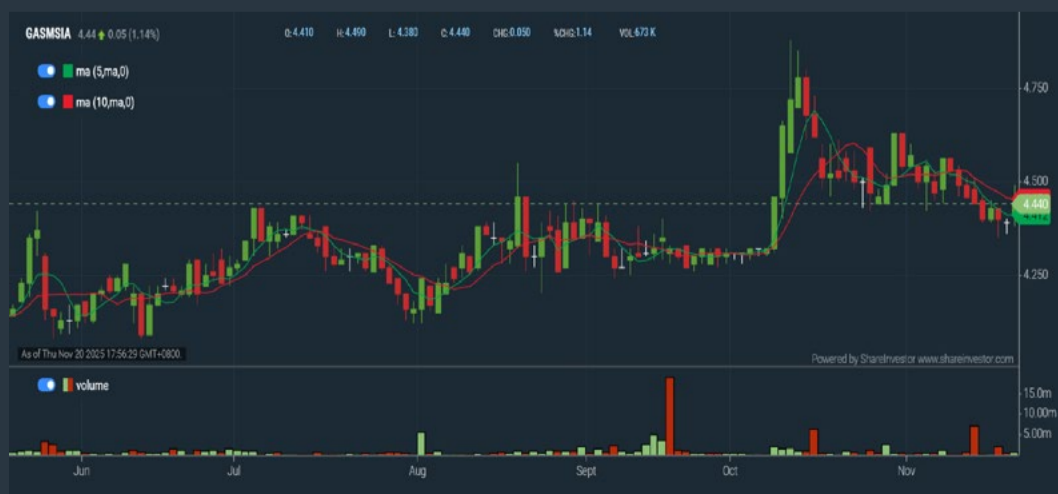 GASMSIA 4.44 0.05 (1.14%) O:4.410 H:4.490 L:4.380 C:4.440 CHG:0.050 %CHG:1.14 VOL:673 K
ma (5,ma,0)
ma (10,ma,0)
4.750
4.500
4.440
4.412
4.250
As of Thu Nov 20 2025 17:56:29 GMT+0800.
Powered by ShareInvestor www.shareinvestor.com
volume
15.0m
10.00m
5.00m
Jun Jul Aug Sept Oct Nov